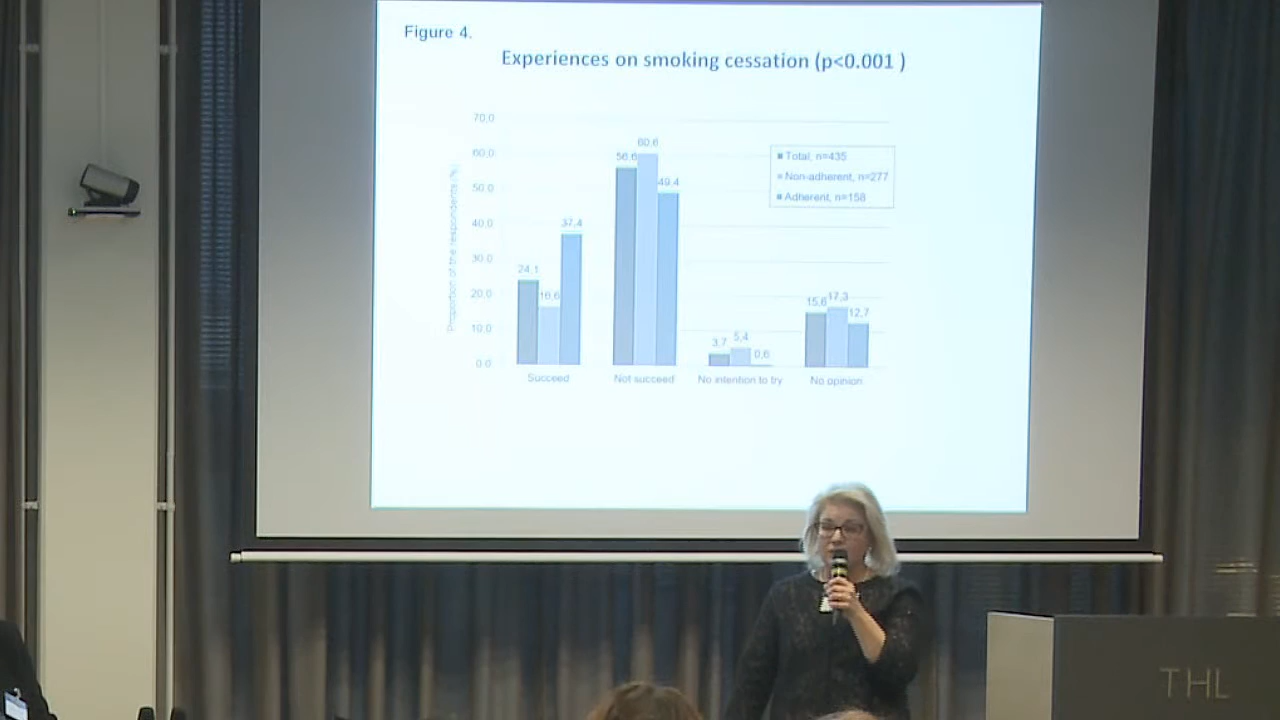 Figure 4.
Experiences on smoking cessation (p<0.001 )
70.0
60.0
50.0
40.0
30.0
20.0
10.0
0.0
Proportion of the respondents (%)
24,1
16,6
37,4
56,6
60,6
49,4
3,7
5,4
0,6
15,6
17,3
12,7
Succeed
Not succeed
No intention to try
No opinion
Total, n=435
Non-adherent, n=277
Adherent, n=158
THL